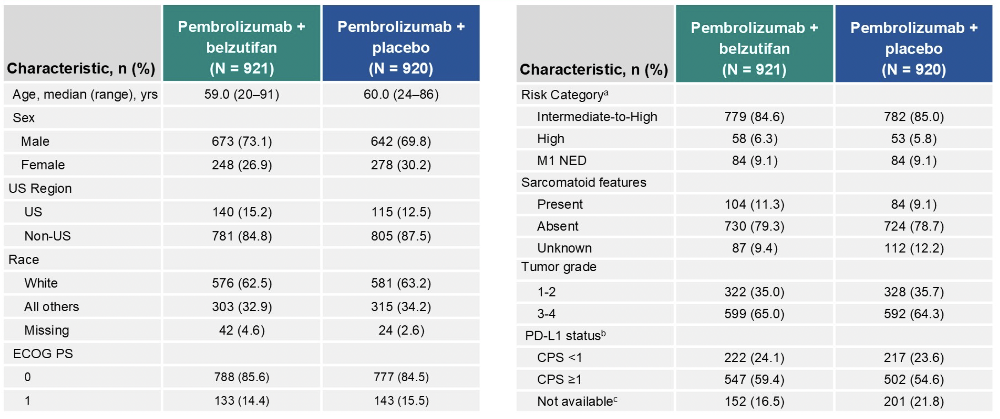 Characteristic, n (%) Pembrolizumab + belzutifan (N = 921) Pembrolizumab + placebo (N = 920)
Age, median (range), yrs 59.0 (20–91) 60.0 (24–86)
Sex
Male 673 (73.1) 642 (69.8)
Female 248 (26.9) 278 (30.2)
US Region
US 140 (15.2) 115 (12.5)
Non-US 781 (84.8) 805 (87.5)
Race
White 576 (62.5) 581 (63.2)
All others 303 (32.9) 315 (34.2)
Missing 42 (4.6) 24 (2.6)
ECOG PS
0 788 (85.6) 777 (84.5)
1 133 (14.4) 143 (15.5)
Characteristic, n (%) Pembrolizumab + belzutifan (N = 921) Pembrolizumab + placebo (N = 920)
Risk Categoryᵃ
Intermediate-to-High 779 (84.6) 782 (85.0)
High 58 (6.3) 53 (5.8)
M1 NED 84 (9.1) 84 (9.1)
Sarcomatoid features
Present 104 (11.3) 84 (9.1)
Absent 730 (79.3) 724 (78.7)
Unknown 87 (9.4) 112 (12.2)
Tumor grade
1-2 322 (35.0) 328 (35.7)
3-4 599 (65.0) 592 (64.3)
PD-L1 statusᵇ
CPS <1 222 (24.1) 217 (23.6)
CPS ≥1 547 (59.4) 502 (54.6)
Not availableᶜ 152 (16.5) 201 (21.8)